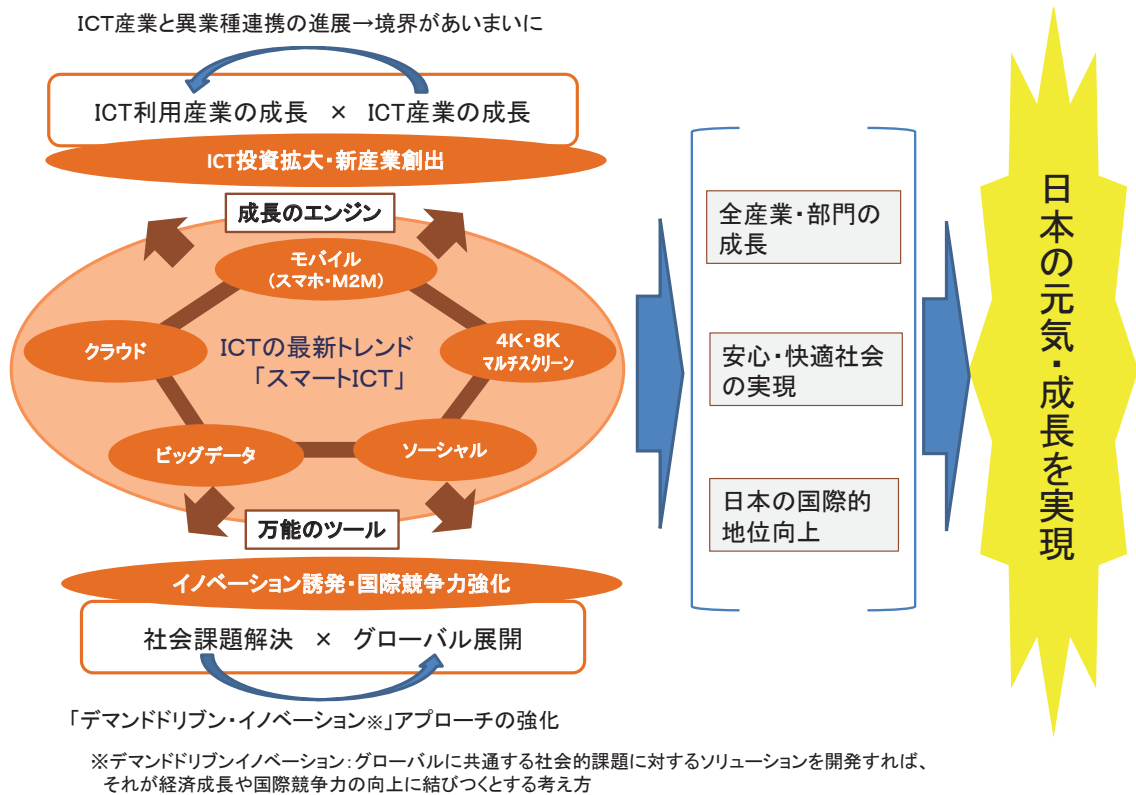 ICT産業と異業種連携の進展→境界があいまいに
ICT利用産業の成長　×　ICT産業の成長
ICT投資拡大・新産業創出
成長のエンジン
モバイル
(スマホ・M2M)
クラウド
ICTの最新トレンド
「スマートICT」
4K・8K
マルチスクリーン
ビッグデータ
ソーシャル
万能のツール
イノベーション誘発・国際競争力強化
社会課題解決　×　グローバル展開
「デマンドドリブン・イノベーション※」アプローチの強化
全産業・部門の
成長
安心・快適社会
の実現
日本の国際的
地位向上
日本の元気・成長を実現
※デマンドドリブンイノベーション：グローバルに共通する社会的課題に対するソリューションを開発すれば、
それが経済成長や国際競争力の向上に結びつくとする考え方